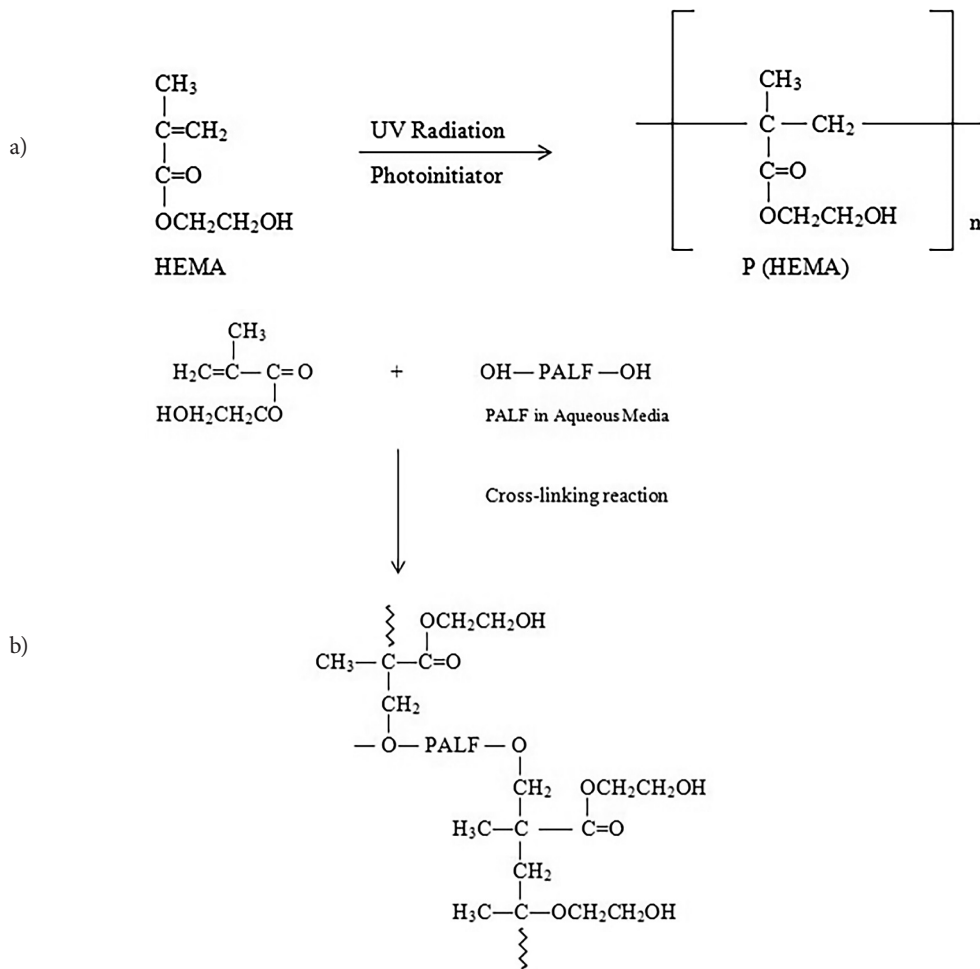 CH3
C=CH2
a)
UV Radiation
Photoinitiator
C=O
OCH2CH2OH
HEMA
CH3
C — CH2
C=O
OCH2CH2OH
n
P (HEMA)
CH3
H2C=C — C=O
HOH2CH2CO
+
OH — PALF — OH
PALF in Aqueous Media
Cross-linking reaction
b)
OCH2CH2OH
CH3 — C — C=O
CH2
— O — PALF — O
CH2
OCH2CH2OH
H3C — C — C=O
CH2
H3C — C — OCH2CH2OH